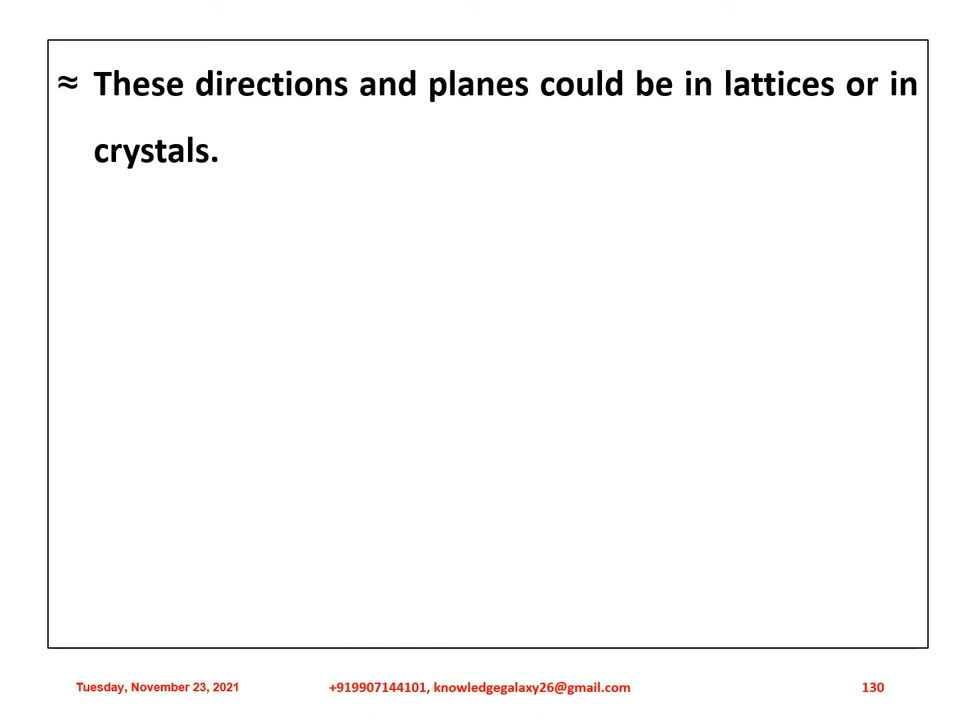 ≈ These directions and planes could be in lattices or in
crystals.
Tuesday, November 23, 2021 +919907144101, knowledgegalaxy26@gmail.com 130